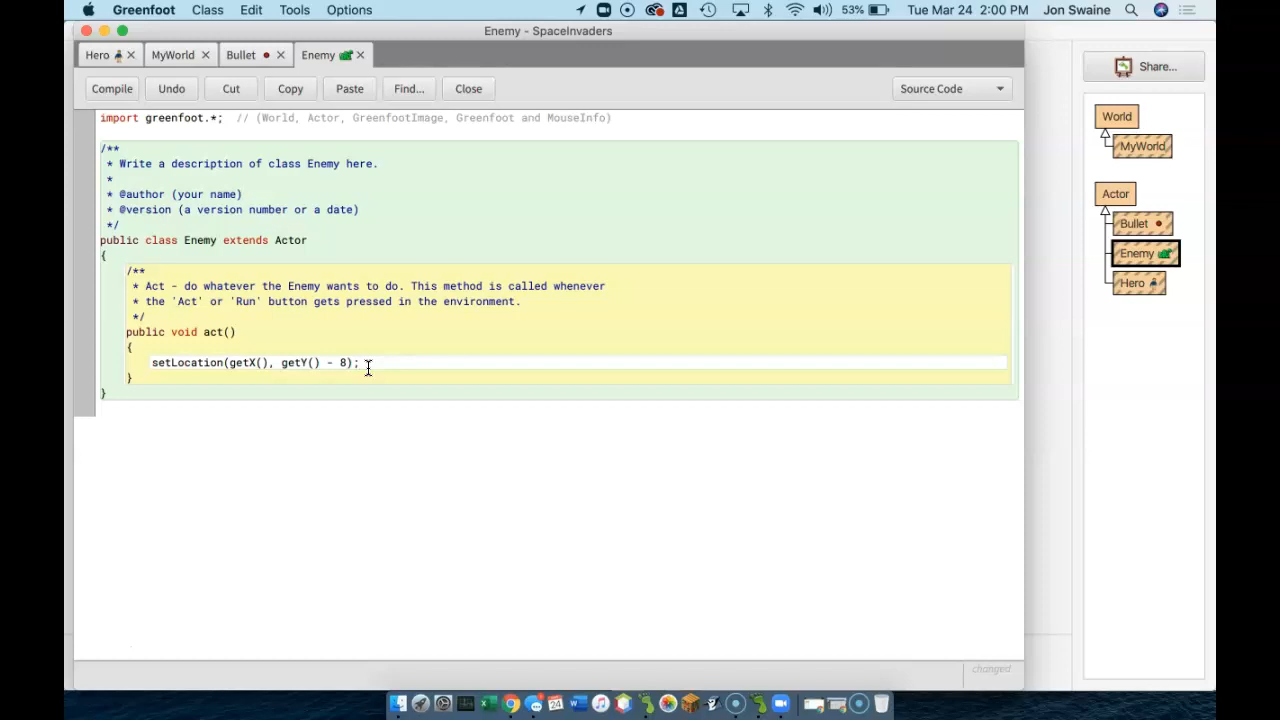 Greenfoot Class Edit Tools Options 53% Tue Mar 24 2:00 PM Jon Swaine
Enemy - SpaceInvaders
Hero MyWorld Bullet Enemy
Share...
Compile Undo Cut Copy Paste Find... Close Source Code
import greenfoot.*; // (World, Actor, GreenfootImage, Greenfoot and MouseInfo)
/**
* Write a description of class Enemy here.
*
* @author (your name)
* @version (a version number or a date)
*/
public class Enemy extends Actor
{
/**
* Act - do whatever the Enemy wants to do. This method is called whenever
* the 'Act' or 'Run' button gets pressed in the environment.
*/
public void act()
{
setLocation(getX(), getY() - 8);
}
}
World
MyWorld
Actor
Bullet
Enemy
Hero
changed
24